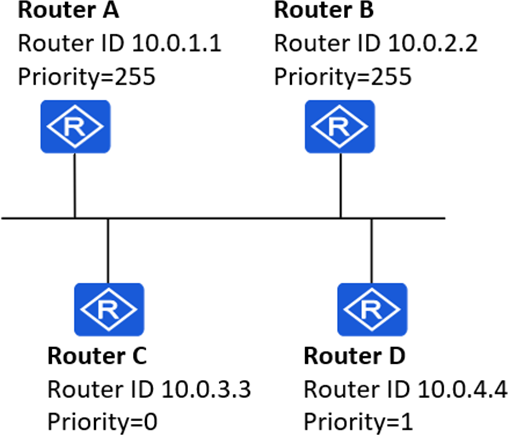 Router A
Router ID 10.0.1.1
Priority=255
Router B
Router ID 10.0.2.2
Priority=255
R
R
R
R
Router C
Router ID 10.0.3.3
Priority=0
Router D
Router ID 10.0.4.4
Priority=1